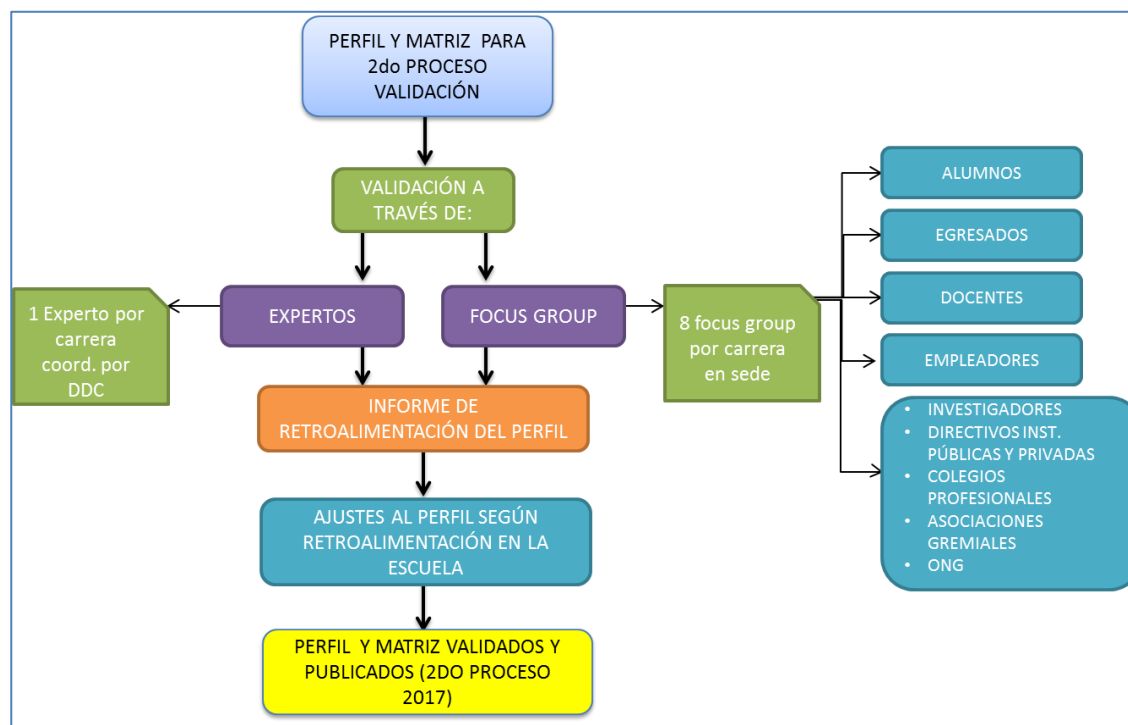 PERFIL Y MATRIZ PARA
2do PROCESO
VALIDACIÓN
VALIDACIÓN A
TRAVÉS DE:
1 Experto por
carrera
coord. por
DDC
EXPERTOS
FOCUS GROUP
8 focus group
por carrera
en sede
ALUMNOS
EGRESADOS
DOCENTES
EMPLEADORES
• INVESTIGADORES
• DIRECTIVOS INST.
PÚBLICAS Y PRIVADAS
• COLEGIOS
PROFESIONALES
• ASOCIACIONES
GREMIALES
• ONG
INFORME DE
RETROALIMENTACIÓN DEL PERFIL
AJUSTES AL PERFIL SEGÚN
RETROALIMENTACIÓN EN LA
ESCUELA
PERFIL Y MATRIZ VALIDADOS Y
PUBLICADOS (2DO PROCESO
2017)